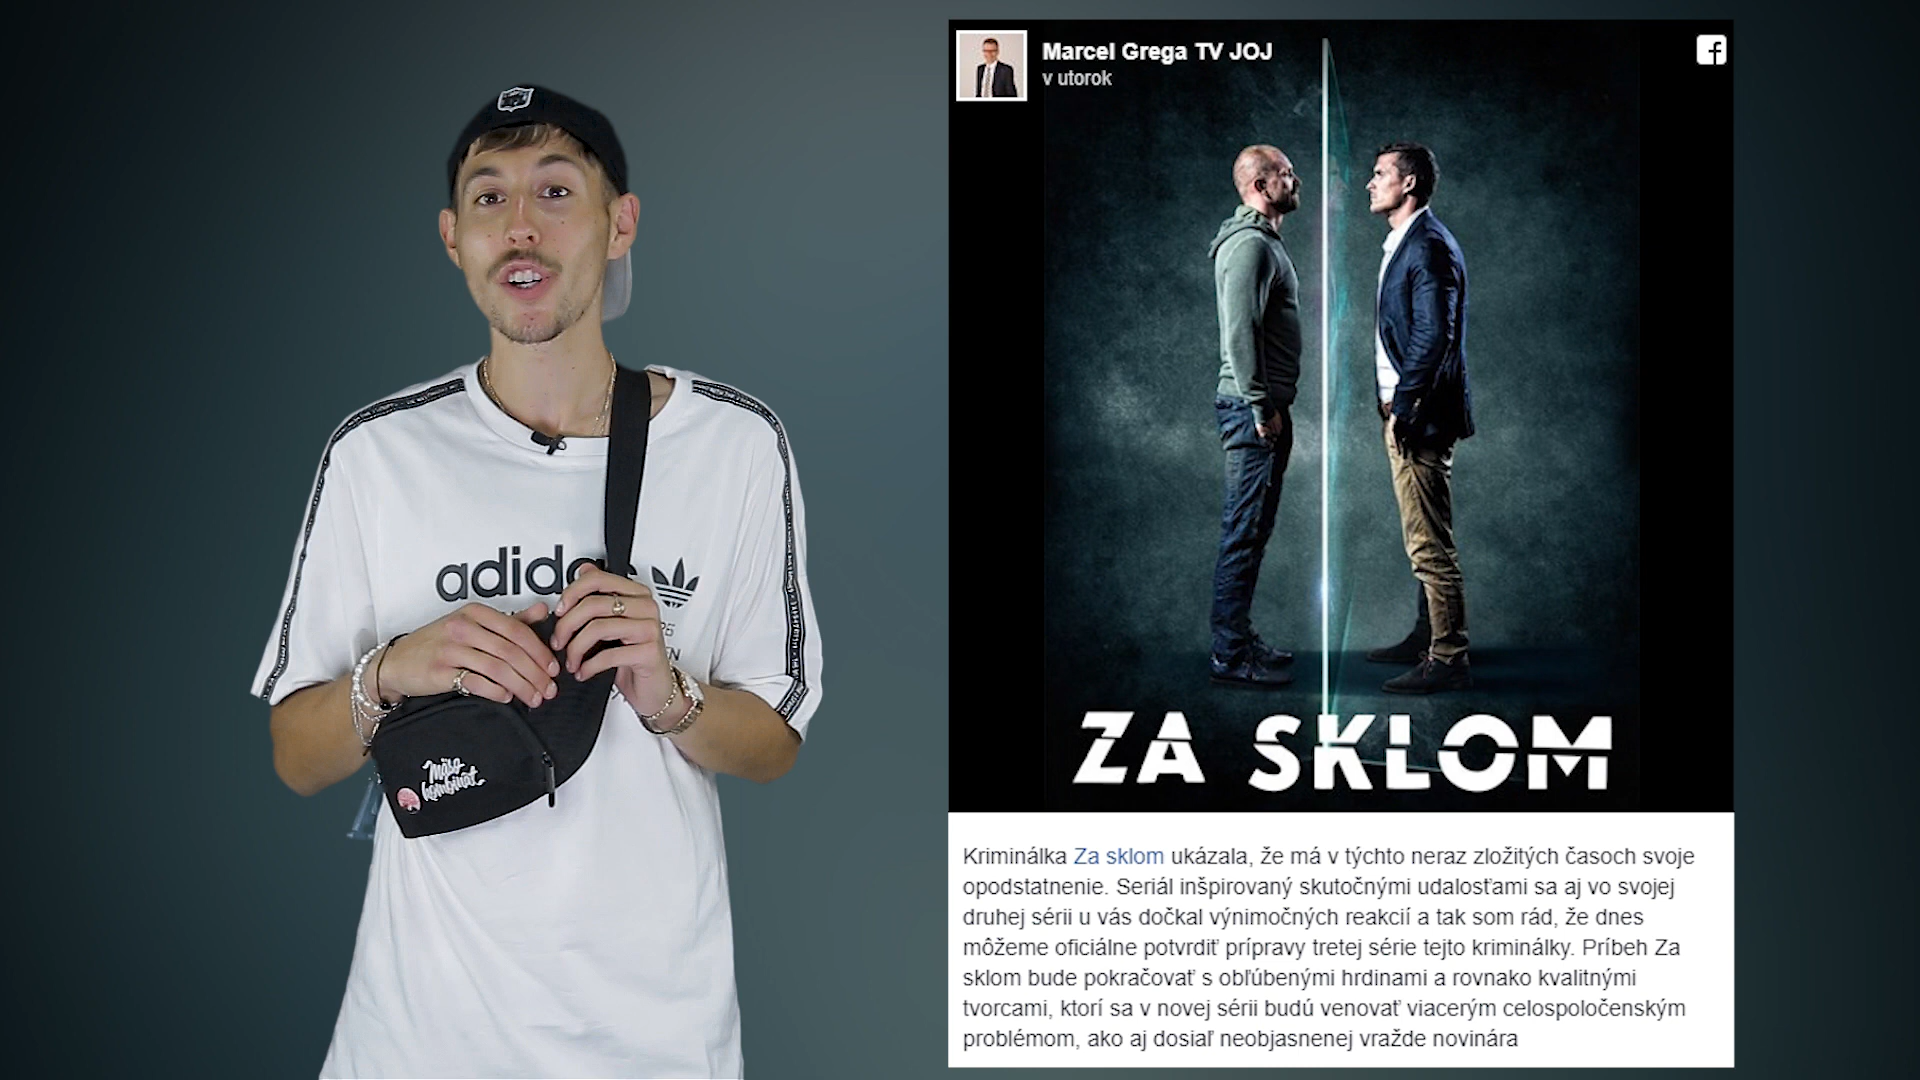 Marcel Grega TV JOJ
v utorok
adidas
Mäso
kombinát
ZA SKLOM
Kriminálka Za sklom ukázala, že má v týchto neraz zložitých časoch svoje
opodstatnenie. Seriál inšpirovaný skutočnými udalosťami sa aj vo svojej
druhej sérii u vás dočkal výnimočných reakcií a tak som rád, že dnes
môžeme oficiálne potvrdiť prípravy tretej série tejto kriminálky. Príbeh Za
sklom bude pokračovať s obľúbenými hrdinami a rovnako kvalitnými
tvorcami, ktorí sa v novej sérii budú venovať viacerým celospoločenským
problémom, ako aj dosiaľ neobjasnenej vražde novinára